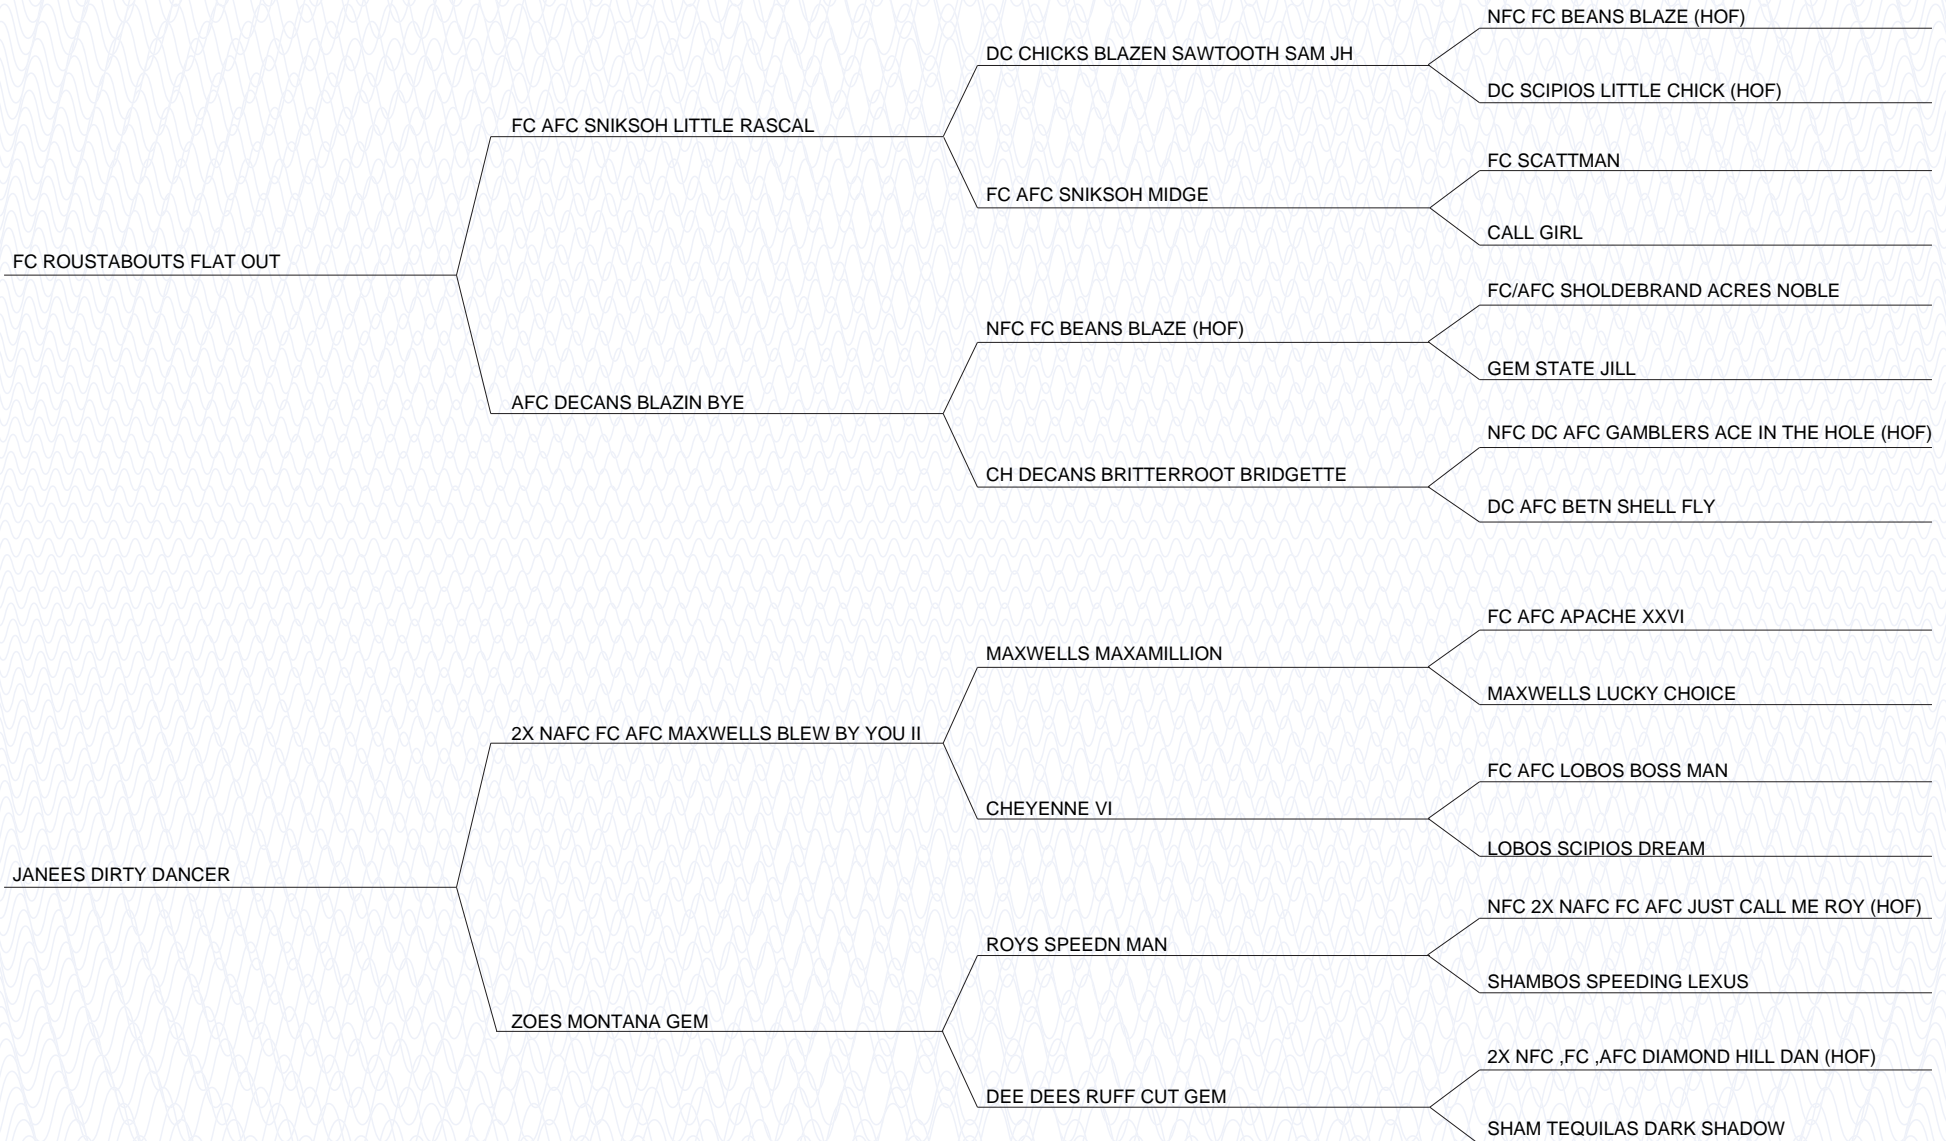 NFC FC BEANS BLAZE (HOF)
DC CHICKS BLAZEN SAWTOOTH SAM JH
DC SCIPIOS LITTLE CHICK (HOF)
FC AFC SNIKSOH LITTLE RASCAL
FC SCATTMAN
FC AFC SNIKSOH MIDGE
CALL GIRL
FC ROUSTABOUTS FLAT OUT
FC/AFC SHOLDEBRAND ACRES NOBLE
NFC FC BEANS BLAZE (HOF)
GEM STATE JILL
AFC DECANS BLAZIN BYE
NFC DC AFC GAMBLERS ACE IN THE HOLE (HOF)
CH DECANS BRITTERROOT BRIDGETTE
DC AFC BETN SHELL FLY
FC AFC APACHE XXVI
MAXWELLS MAXAMILLION
MAXWELLS LUCKY CHOICE
2X NAFC FC AFC MAXWELLS BLEW BY YOU II
FC AFC LOBOS BOSS MAN
CHEYENNE VI
LOBOS SCIPIOS DREAM
JANEES DIRTY DANCER
NFC 2X NAFC FC AFC JUST CALL ME ROY (HOF)
ROYS SPEEDN MAN
SHAMBOS SPEEDING LEXUS
ZOES MONTANA GEM
2X NFC ,FC ,AFC DIAMOND HILL DAN (HOF)
DEE DEES RUFF CUT GEM
SHAM TEQUILAS DARK SHADOW